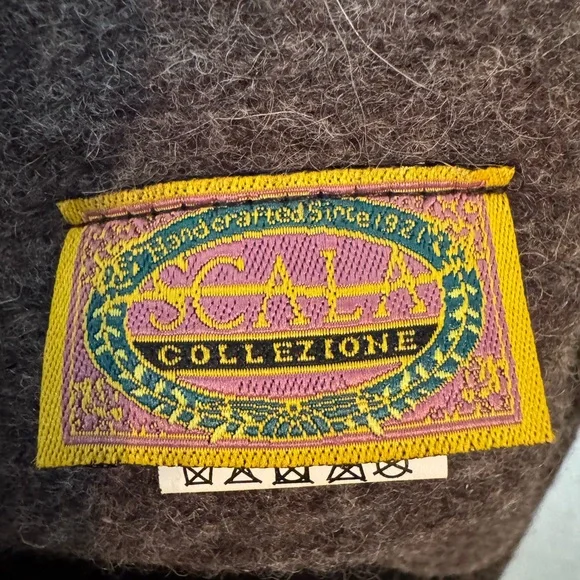 Handcrafted Since 1921
SCALA
COLLEZIONE